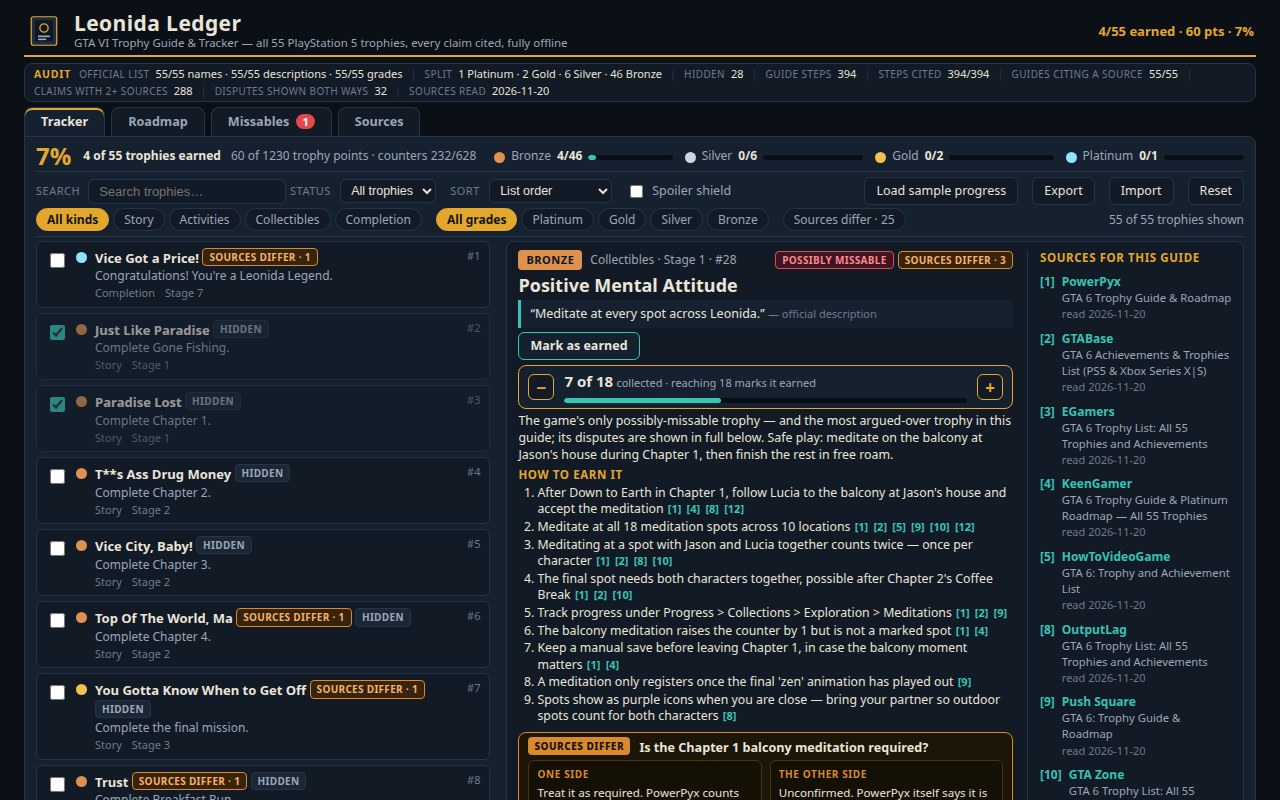 Leonida Ledger
GTA VI Trophy Guide & Tracker — all 55 PlayStation 5 trophies, every claim cited, fully offline
4/55 earned · 60 pts · 7%
AUDIT OFFICIAL LIST 55/55 names · 55/55 descriptions · 55/55 grades SPLIT 1 Platinum · 2 Gold · 6 Silver · 46 Bronze HIDDEN 28 GUIDE STEPS 394 STEPS CITED 394/394 GUIDES CITING A SOURCE 55/55
CLAIMS WITH 2+ SOURCES 288 DISPUTES SHOWN BOTH WAYS 32 SOURCES READ 2026-11-20
Tracker Roadmap Missables 1 Sources
7% 4 of 55 trophies earned 60 of 1230 trophy points · counters 232/628 Bronze 4/46 Silver 0/6 Gold 0/2 Platinum 0/1
SEARCH Search trophies… STATUS All trophies SORT List order Spoiler shield Load sample progress Export Import Reset
All kinds Story Activities Collectibles Completion All grades Platinum Gold Silver Bronze Sources differ · 25 55 of 55 trophies shown
Vice Got a Price! SOURCES DIFFER · 1 #1
Congratulations! You're a Leonida Legend.
Completion Stage 7
Just Like Paradise HIDDEN #2
Complete Gone Fishing.
Story Stage 1
Paradise Lost HIDDEN #3
Complete Chapter 1.
Story Stage 1
T**s Ass Drug Money HIDDEN #4
Complete Chapter 2.
Story Stage 2
Vice City, Baby! HIDDEN #5
Complete Chapter 3.
Story Stage 2
Top Of The World, Ma SOURCES DIFFER · 1 HIDDEN #6
Complete Chapter 4.
Story Stage 2
You Gotta Know When to Get Off SOURCES DIFFER · 1 #7
HIDDEN
Complete the final mission.
Story Stage 3
Trust SOURCES DIFFER · 1 HIDDEN #8
Complete Breakfast Run.
BRONZE Collectibles · Stage 1 · #28 POSSIBLY MISSABLE SOURCES DIFFER · 3
Positive Mental Attitude
“Meditate at every spot across Leonida.” — official description
Mark as earned
− 7 of 18 collected · reaching 18 marks it earned +
The game's only possibly-missable trophy — and the most argued-over trophy in this
guide; its disputes are shown in full below. Safe play: meditate on the balcony at
Jason's house during Chapter 1, then finish the rest in free roam.
HOW TO EARN IT
1. After Down to Earth in Chapter 1, follow Lucia to the balcony at Jason's house and
accept the meditation [1] [4] [8] [12]
2. Meditate at all 18 meditation spots across 10 locations [1] [2] [5] [9] [10] [12]
3. Meditating at a spot with Jason and Lucia together counts twice — once per
character [1] [2] [8] [10]
4. The final spot needs both characters together, possible after Chapter 2's Coffee
Break [1] [2] [10]
5. Track progress under Progress > Collections > Exploration > Meditations [1] [2] [9]
6. The balcony meditation raises the counter by 1 but is not a marked spot [1] [4]
7. Keep a manual save before leaving Chapter 1, in case the balcony moment
matters [1] [4]
8. A meditation only registers once the final 'zen' animation has played out [9]
9. Spots show as purple icons when you are close — bring your partner so outdoor
spots count for both characters [8]
SOURCES DIFFER Is the Chapter 1 balcony meditation required?
ONE SIDE
Treat it as required. PowerPyx counts
THE OTHER SIDE
Unconfirmed. PowerPyx itself says it is
SOURCES FOR THIS GUIDE
[1] PowerPyx
GTA 6 Trophy Guide & Roadmap
read 2026-11-20
[2] GTABase
GTA 6 Achievements & Trophies
List (PS5 & Xbox Series X|S)
read 2026-11-20
[3] EGamers
GTA 6 Trophy List: All 55
Trophies and Achievements
read 2026-11-20
[4] KeenGamer
GTA 6 Trophy Guide & Platinum
Roadmap — All 55 Trophies
read 2026-11-20
[5] HowToVideoGame
GTA 6: Trophy and Achievement
List
read 2026-11-20
[8] OutputLag
GTA 6 Trophy List: All 55
Trophies and Achievements
read 2026-11-20
[9] Push Square
GTA 6: Trophy Guide &
Roadmap
read 2026-11-20
[10] GTA Zone
GTA 6 Trophy List: All 55